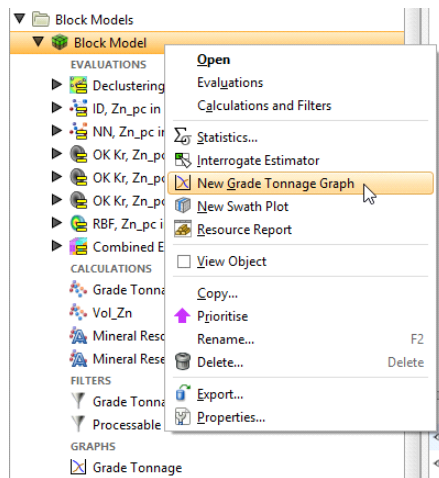 Block Models
Block Model
EVALUATIONS
Declustering
ID, Zn_pc in
NN, Zn_pc in
OK Kr, Zn_pc
OK Kr, Zn_pc
OK Kr, Zn_pc
RBF, Zn_pc i
Combined E
CALCULATIONS
Grade Tonna
Vol_Zn
Mineral Reso
Mineral Rese
FILTERS
Grade Tonna
Processable
GRAPHS
Grade Tonnage
Open
Evaluations
Calculations and Filters
Statistics...
Interrogate Estimator
New Grade Tonnage Graph
New Swath Plot
Resource Report
View Object
Copy...
Prioritise
Rename... F2
Delete... Delete
Export...
Properties...